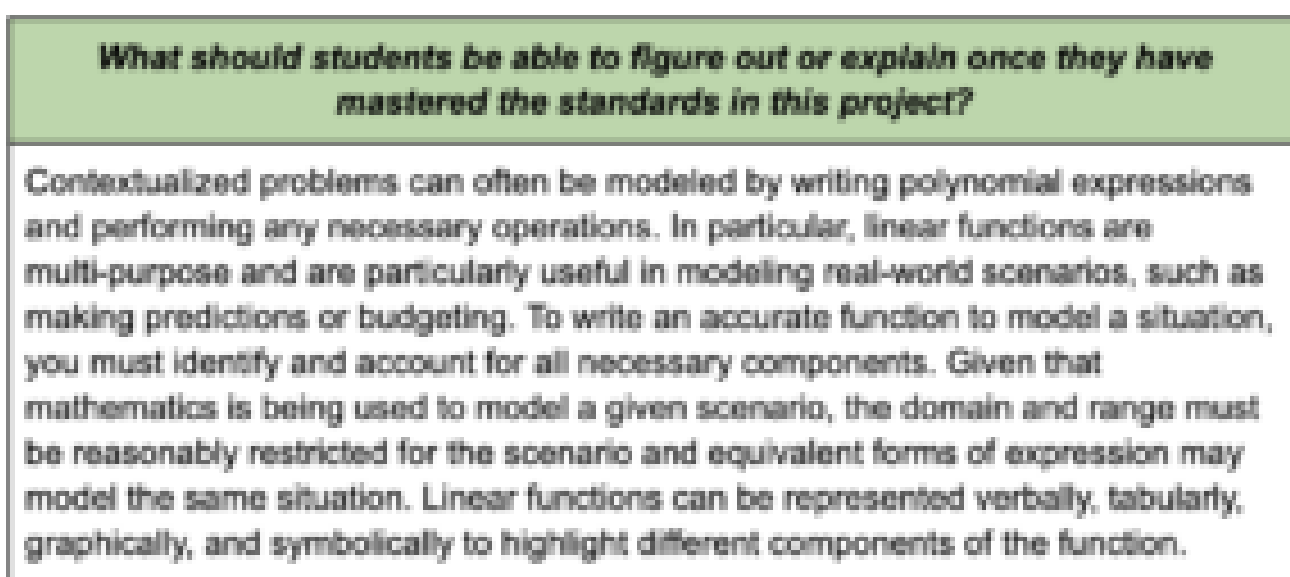 What should students be able to figure out or explain once they have
mastered the standards in this project?
Contextualized problems can often be modeled by writing polynomial expressions
and performing any necessary operations. In particular, linear functions are
multi-purpose and are particularly useful in modeling real-world scenarios, such as
making predictions or budgeting. To write an accurate function to model a situation,
you must identify and account for all necessary components. Given that
mathematics is being used to model a given scenario, the domain and range must
be reasonably restricted for the scenario and equivalent forms of expression may
model the same situation. Linear functions can be represented verbally, tabularly,
graphically, and symbolically to highlight different components of the function.